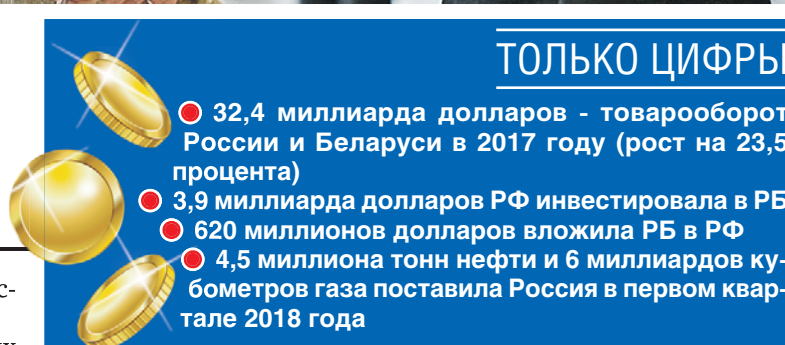 ТОЛЬКО ЦИФРЫ
32,4 миллиарда долларов - товарооборот
России и Беларуси в 2017 году (рост на 23,5
процента)
3,9 миллиарда долларов РФ инвестировала в РБ
620 миллионов долларов вложила РБ в РФ
4,5 миллиона тонн нефти и 6 миллиардов ку-
бометров газа поставила Россия в первом квар-
тале 2018 года
с-